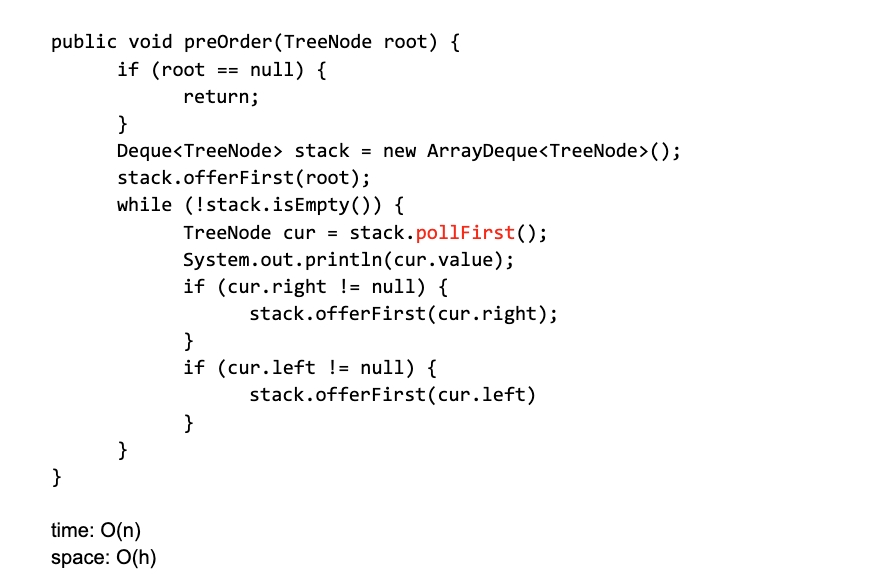 public void preOrder(TreeNode root) {
      if (root == null) {
            return;
      }
      Deque<TreeNode> stack = new ArrayDeque<TreeNode>();
      stack.offerFirst(root);
      while (!stack.isEmpty()) {
            TreeNode cur = stack.pollFirst();
            System.out.println(cur.value);
            if (cur.right != null) {
                  stack.offerFirst(cur.right);
            }
            if (cur.left != null) {
                  stack.offerFirst(cur.left)
            }
      }
}
time: O(n)
space: O(h)